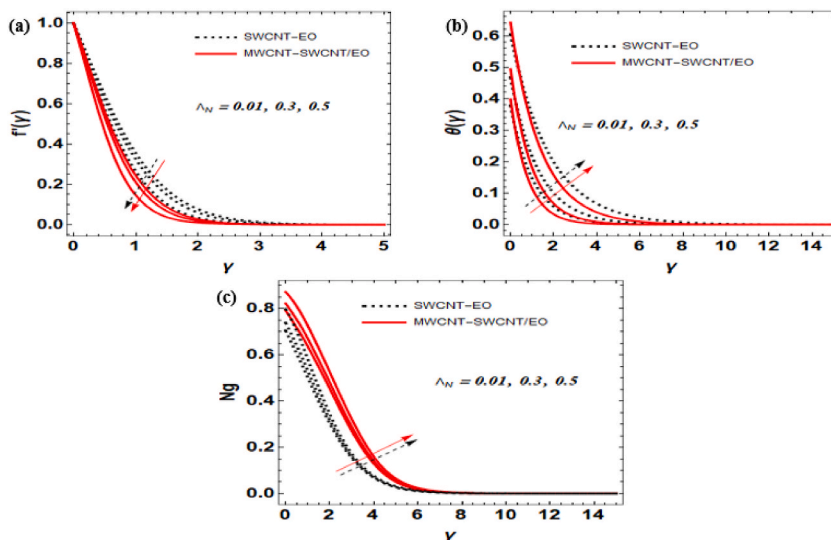 (a)
1.0
0.8
0.6
0.4
0.2
0.0
f'(γ)
SWCNT-EO
MWCNT-SWCNT/EO
Λ_N = 0.01, 0.3, 0.5
0 1 2 3 4 5
γ
(b)
0.6
0.5
0.4
0.3
0.2
0.1
0.0
θ(γ)
SWCNT-EO
MWCNT-SWCNT/EO
Λ_N = 0.01, 0.3, 0.5
0 2 4 6 8 10 12 14
γ
(c)
0.8
0.6
0.4
0.2
0.0
Ng
SWCNT-EO
MWCNT-SWCNT/EO
Λ_N = 0.01, 0.3, 0.5
0 2 4 6 8 10 12 14
γ